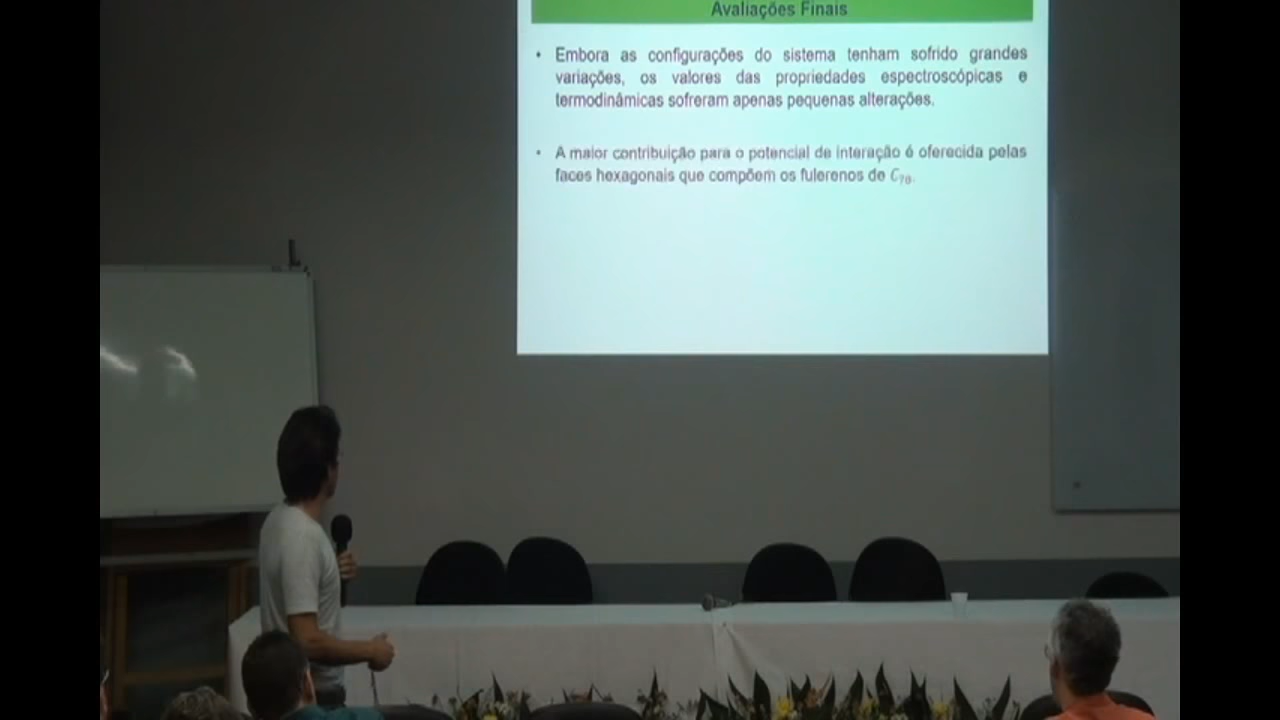 Avaliações Finais
• Embora as configurações do sistema tenham sofrido grandes
variações, os valores das propriedades espectroscópicas e
termodinâmicas sofreram apenas pequenas alterações.
• A maior contribuição para o potencial de interação é oferecida pelas
faces hexagonais que compõem os fulerenos de C₇₀.